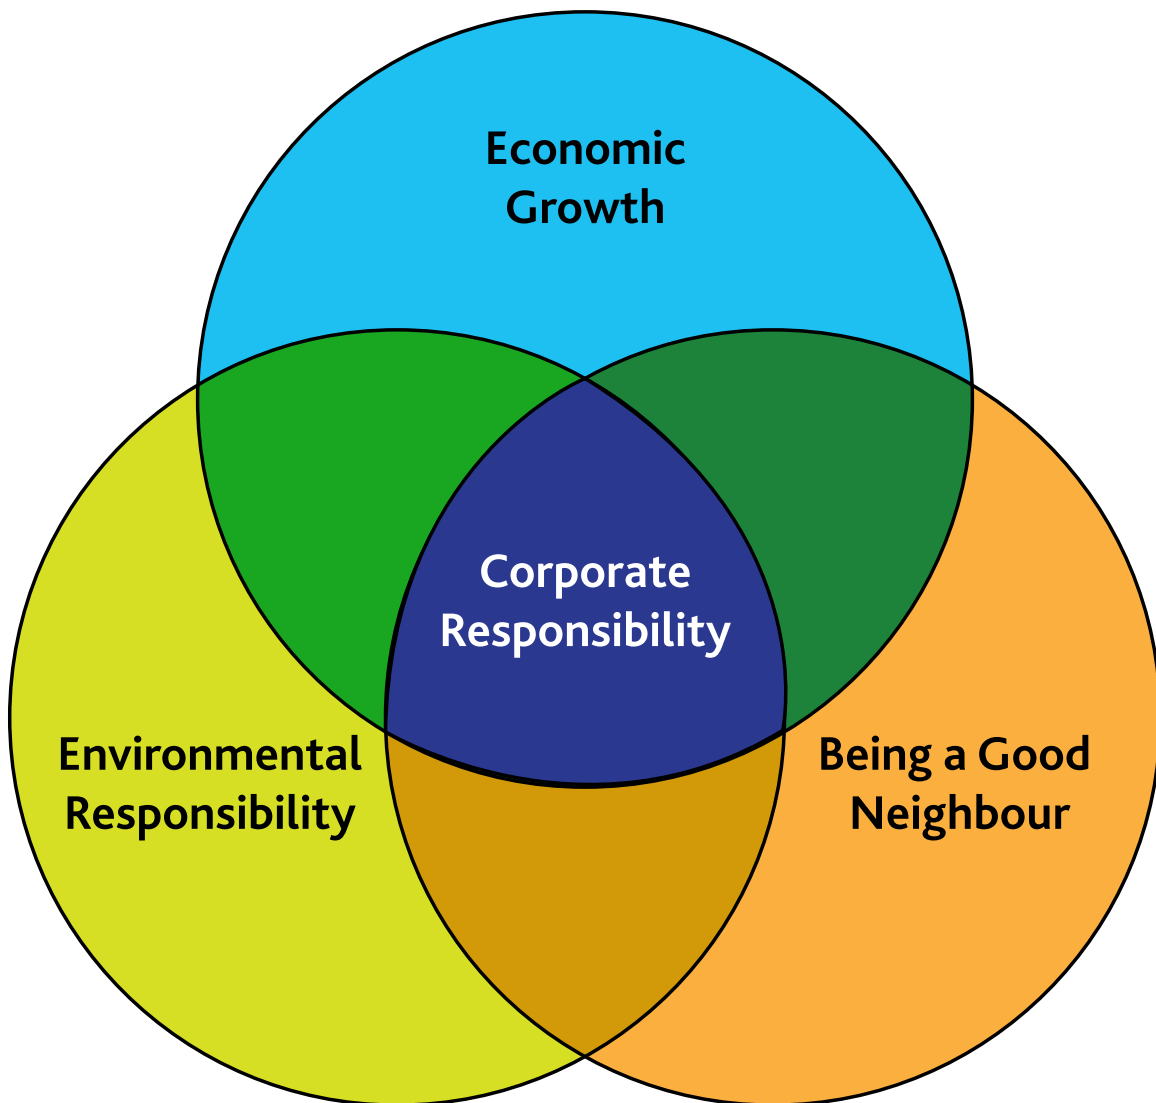 Economic
Growth
Corporate
Responsibility
Environmental
Responsibility
Being a Good
Neighbour